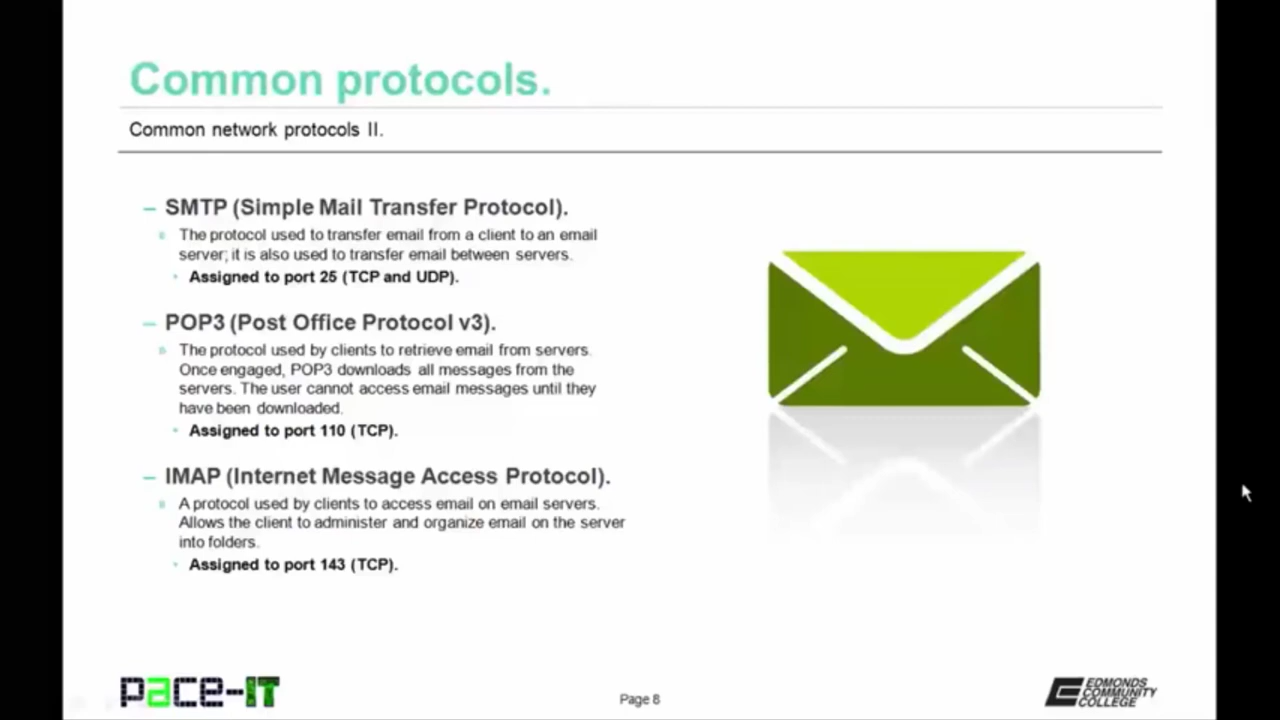 Common protocols.
Common network protocols II.
– SMTP (Simple Mail Transfer Protocol).
The protocol used to transfer email from a client to an email
server; it is also used to transfer email between servers.
Assigned to port 25 (TCP and UDP).
– POP3 (Post Office Protocol v3).
The protocol used by clients to retrieve email from servers.
Once engaged, POP3 downloads all messages from the
servers. The user cannot access email messages until they
have been downloaded.
Assigned to port 110 (TCP).
– IMAP (Internet Message Access Protocol).
A protocol used by clients to access email on email servers.
Allows the client to administer and organize email on the server
into folders.
Assigned to port 143 (TCP).
pace-IT
Page 8
EDMONDS
COMMUNITY
COLLEGE